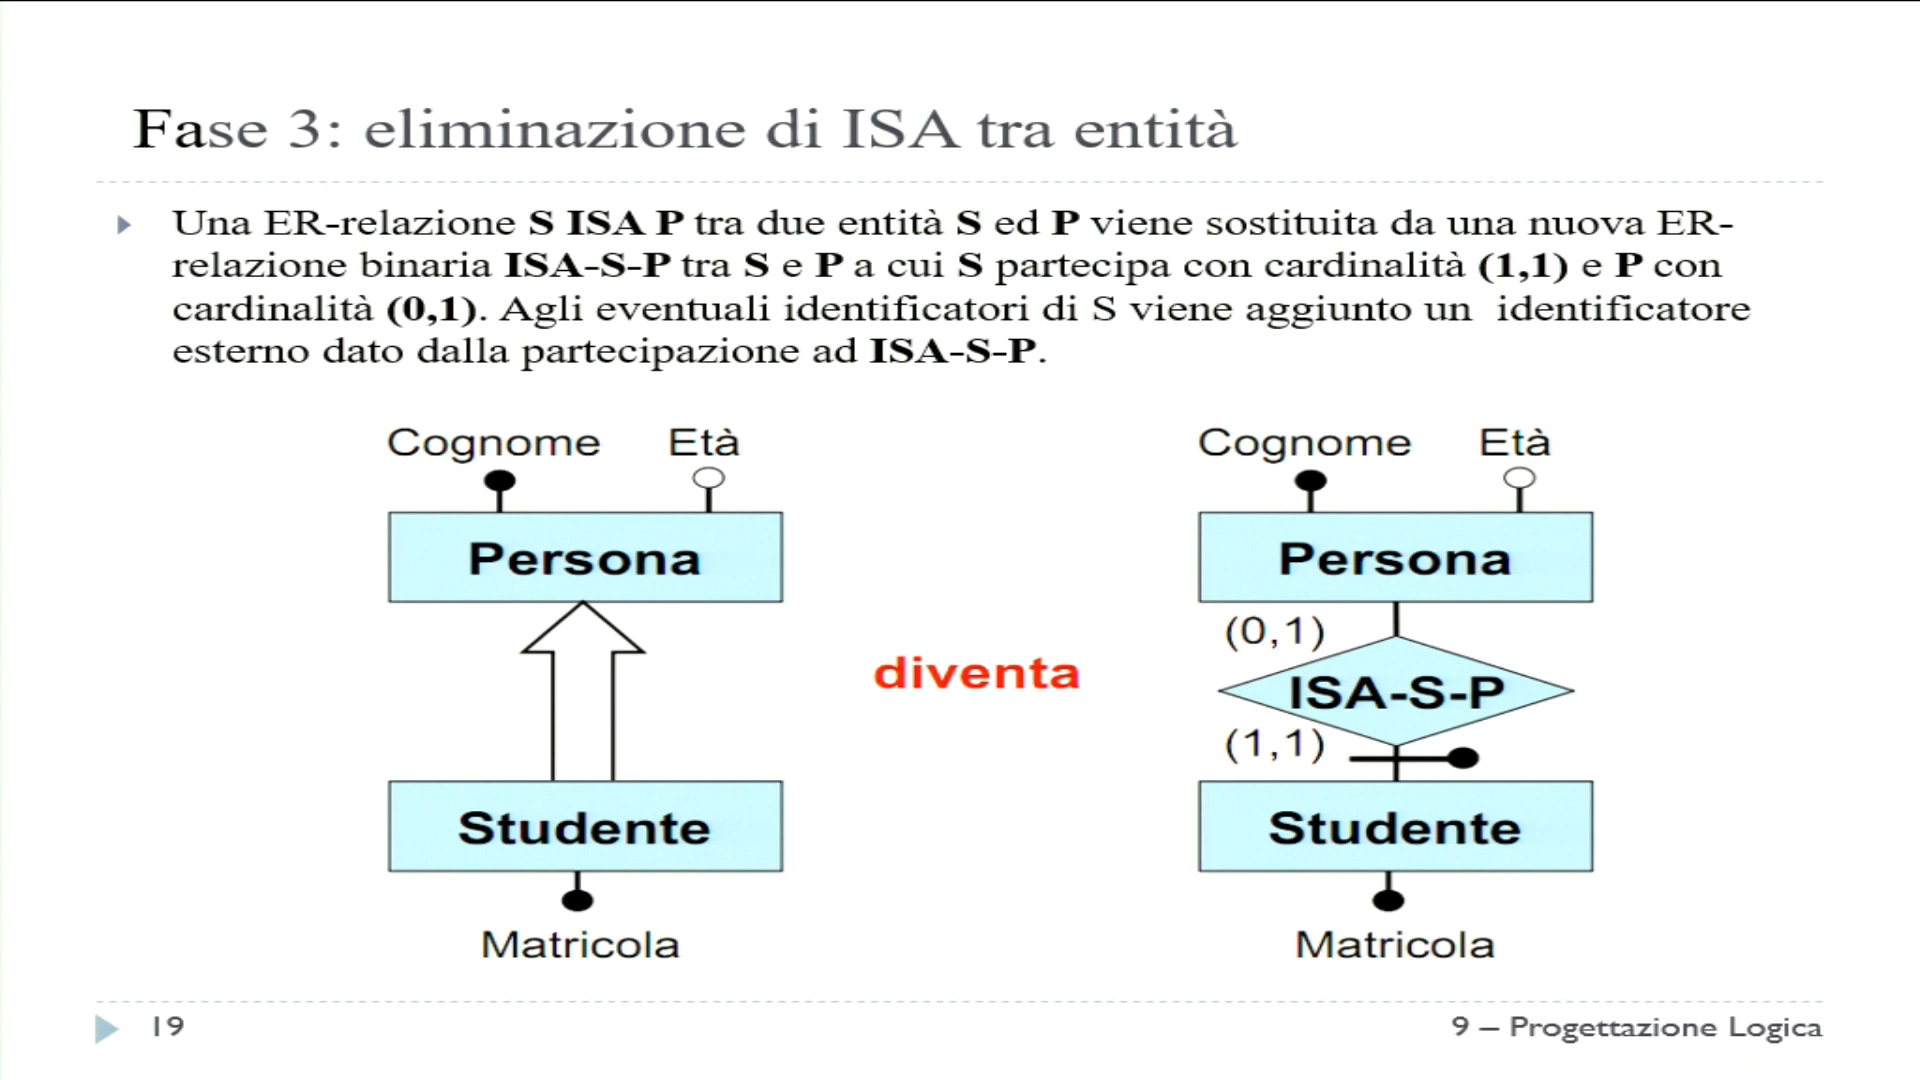 Fase 3: eliminazione di ISA tra entità
Una ER-relazione S ISA P tra due entità S ed P viene sostituita da una nuova ER-
relazione binaria ISA-S-P tra S e P a cui S partecipa con cardinalità (1,1) e P con
cardinalità (0,1). Agli eventuali identificatori di S viene aggiunto un identificatore
esterno dato dalla partecipazione ad ISA-S-P.
Cognome Età
Persona
Studente
Matricola
diventa
Cognome Età
Persona
(0,1)
ISA-S-P
(1,1)
Studente
Matricola
19
9 – Progettazione Logica